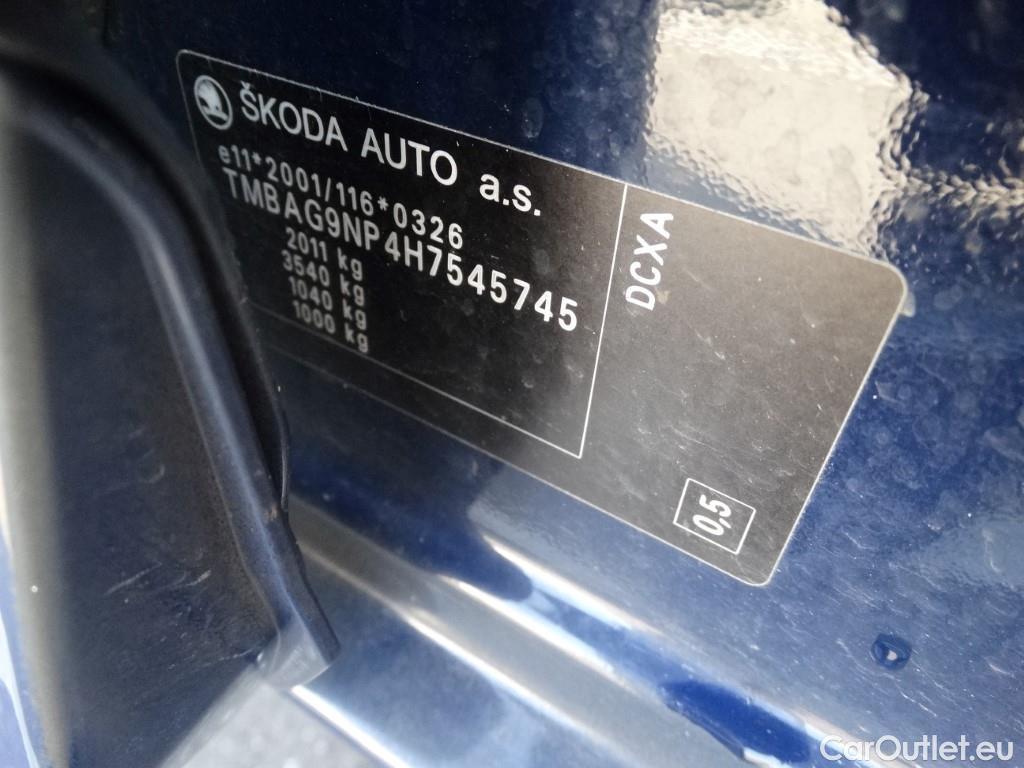 ŠKODA AUTO a.s.
e11*2001/116*0326
TMBAG9NP4H7545745
2011 kg
3540 kg
1040 kg
1000 kg
DCXA
0,5
CarOutlet.eu